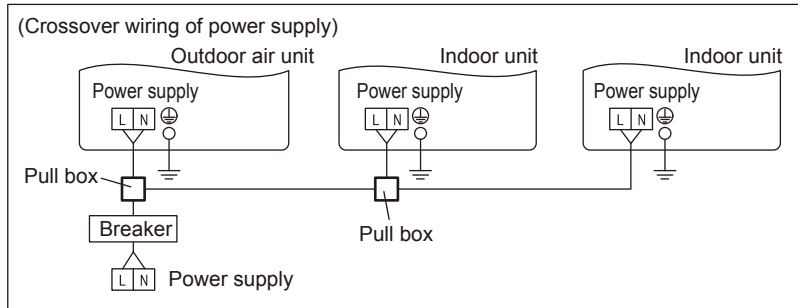 (Crossover wiring of power supply)
Outdoor air unit
Indoor unit
Indoor unit
Power supply
Power supply
Power supply
L N
L N
L N
Pull box
Breaker
Pull box
L N
Power supply